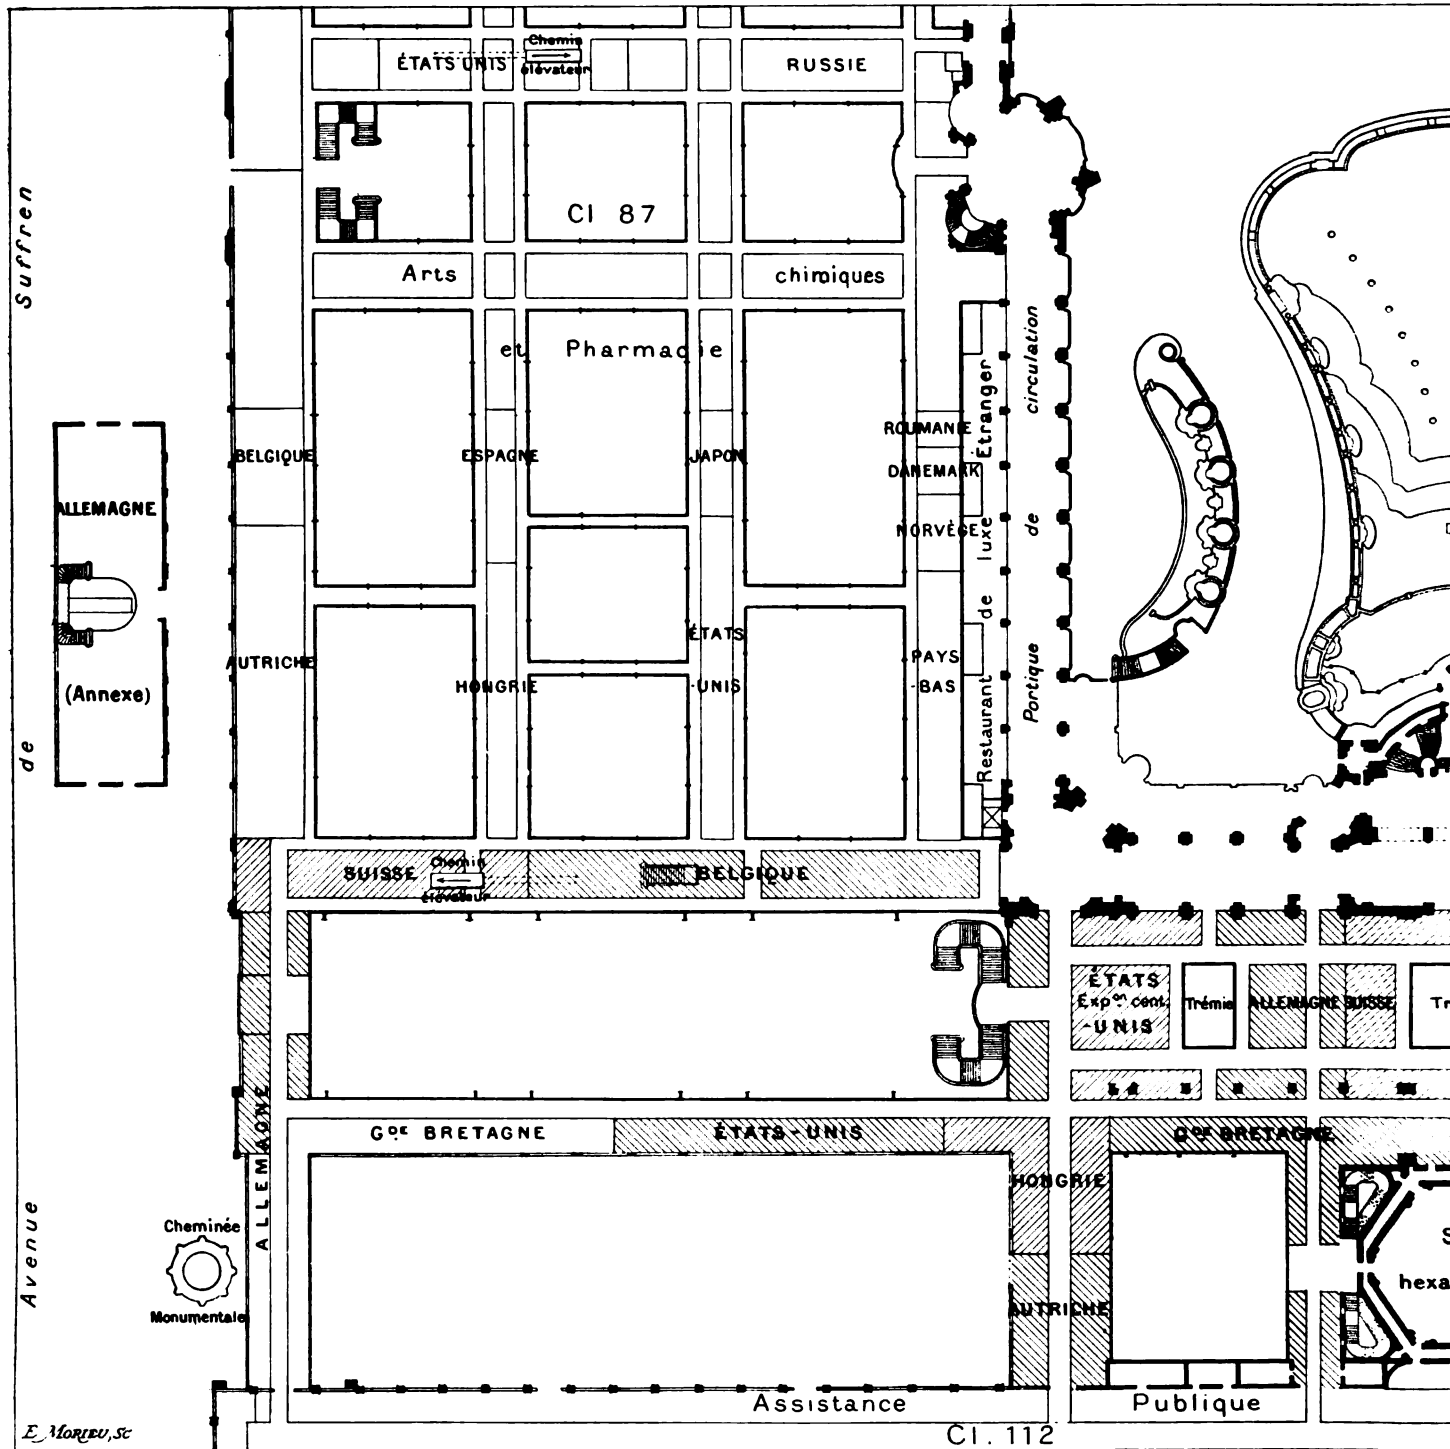 Chemin
ÉTATS UNIS
élévateur
RUSSIE
Cl 87
Arts
chimiques
et Pharmacie
Suffren
de
Avenue
BELGIQUE
ESPAGNE
JAPON
ROUMANIE
DANEMARK
NORVÈGE
Restaurant de luxe Étranger
Portique de circulation
ALLEMAGNE
(Annexe)
AUTRICHE
HONGRIE
ÉTATS
-UNIS
PAYS
-BAS
SUISSE
Chemin
élévateur
BELGIQUE
ÉTATS
Expon cent.
-UNIS
Trémie
ALLEMAGNE
SUISSE
Tr
ALLEMAGNE
GDE BRETAGNE
ÉTATS-UNIS
GDE BRETAGNE
HONGRIE
Cheminée
Monumentale
S
hexa
AUTRICHE
Assistance
Publique
Cl. 112
E. MORIEU, SC